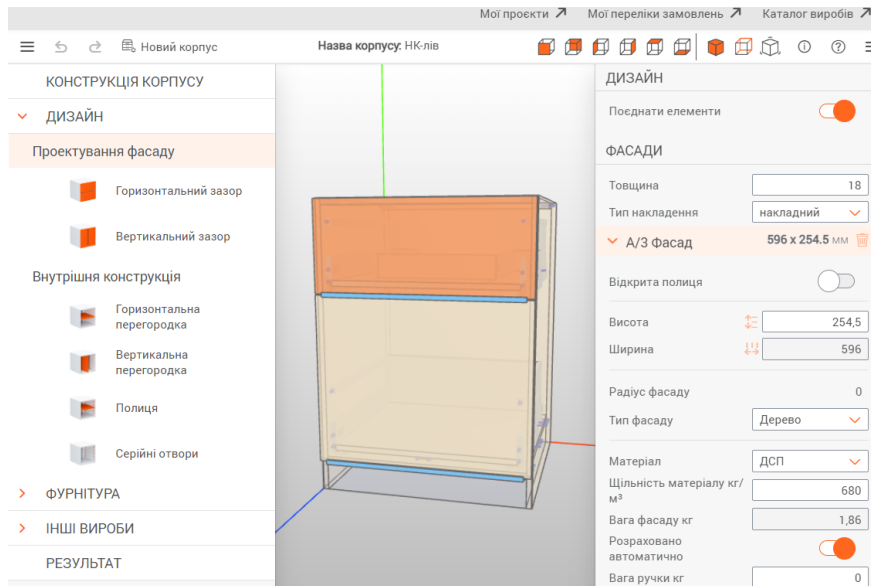 Мої проєкти Мої переліки замовлень Каталог виробів
Новий корпус Назва корпусу: НК-лів
КОНСТРУКЦІЯ КОРПУСУ
ДИЗАЙН
Проектування фасаду
Горизонтальний зазор
Вертикальний зазор
Внутрішня конструкція
Горизонтальна
перегородка
Вертикальна
перегородка
Полиця
Серійні отвори
ФУРНІТУРА
ІНШІ ВИРОБИ
РЕЗУЛЬТАТ
ДИЗАЙН
Поєднати елементи
ФАСАДИ
Товщина 18
Тип накладення накладний
А/3 Фасад 596 x 254.5 мм
Відкрита полиця
Висота 254,5
Ширина 596
Радіус фасаду 0
Тип фасаду Дерево
Матеріал ДСП
Щільність матеріалу кг/
м³ 680
Вага фасаду кг 1,86
Розраховано
автоматично
Вага ручки кг 0